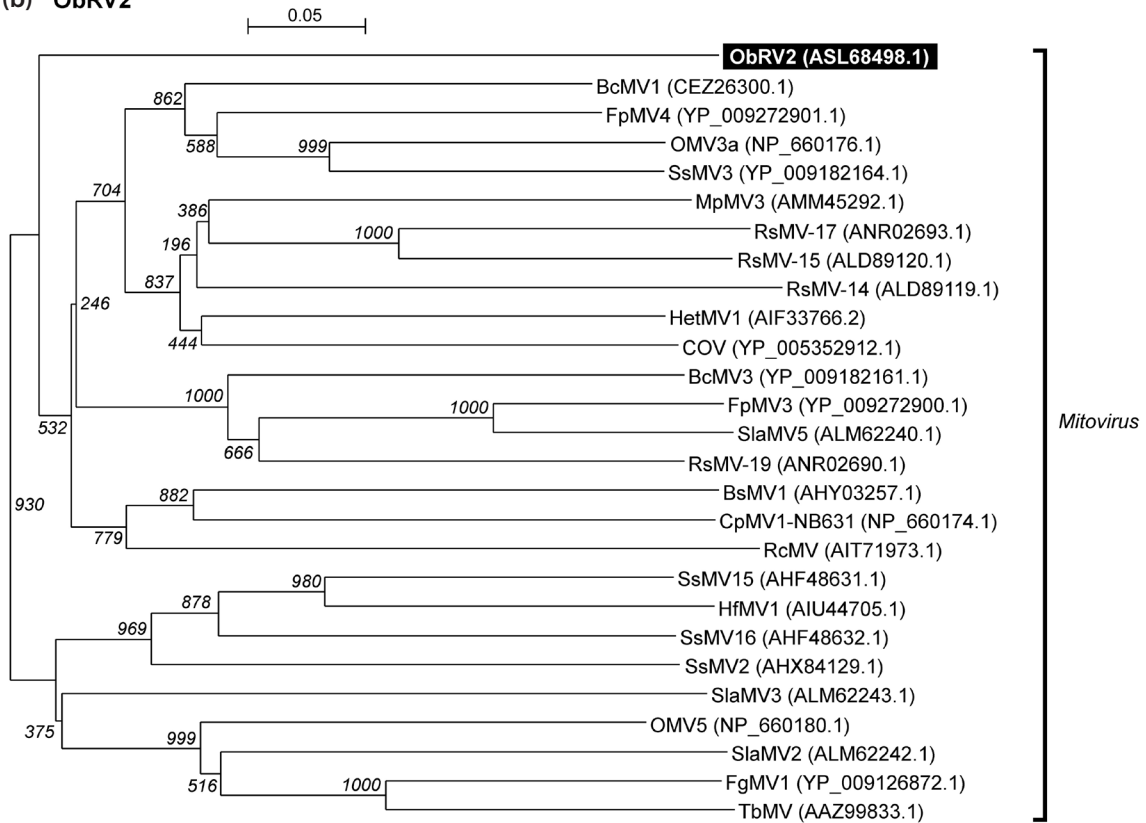 (b) ObRV2
0.05
ObRV2 (ASL68498.1)
BcMV1 (CEZ26300.1)
862
FpMV4 (YP_009272901.1)
588
999
OMV3a (NP_660176.1)
SsMV3 (YP_009182164.1)
704
MpMV3 (AMM45292.1)
386
1000
RsMV-17 (ANR02693.1)
196
RsMV-15 (ALD89120.1)
837
RsMV-14 (ALD89119.1)
246
HetMV1 (AIF33766.2)
444
COV (YP_005352912.1)
BcMV3 (YP_009182161.1)
1000
1000
FpMV3 (YP_009272900.1)
Mitovirus
532
SlaMV5 (ALM62240.1)
666
RsMV-19 (ANR02690.1)
882
BsMV1 (AHY03257.1)
930
CpMV1-NB631 (NP_660174.1)
779
RcMV (AIT71973.1)
980
SsMV15 (AHF48631.1)
878
HfMV1 (AIU44705.1)
969
SsMV16 (AHF48632.1)
SsMV2 (AHX84129.1)
SlaMV3 (ALM62243.1)
375
999
OMV5 (NP_660180.1)
SlaMV2 (ALM62242.1)
516
1000
FgMV1 (YP_009126872.1)
TbMV (AAZ99833.1)